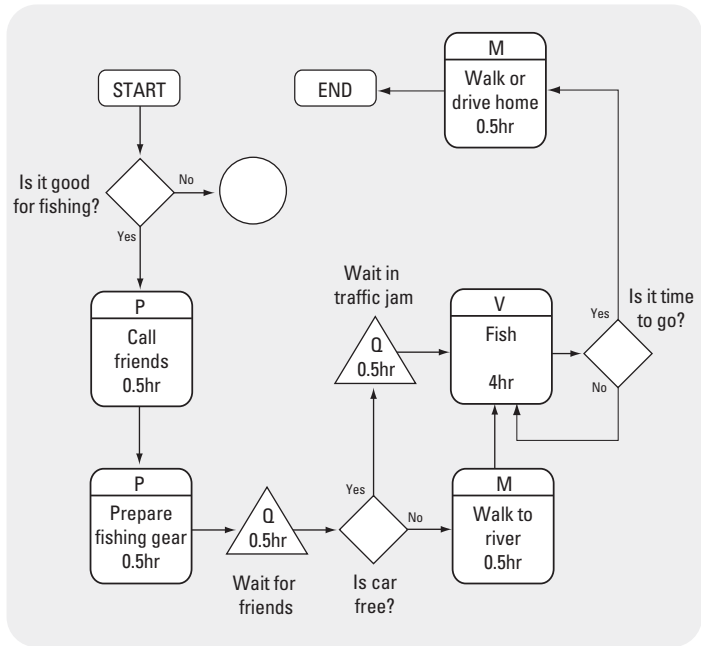 START
Is it good
for fishing?
No
Yes
P
Call
friends
0.5hr
P
Prepare
fishing gear
0.5hr
Q
0.5hr
Wait for
friends
Is car
free?
Yes
No
Wait in
traffic jam
Q
0.5hr
M
Walk to
river
0.5hr
V
Fish
4hr
Is it time
to go?
Yes
No
M
Walk or
drive home
0.5hr
END